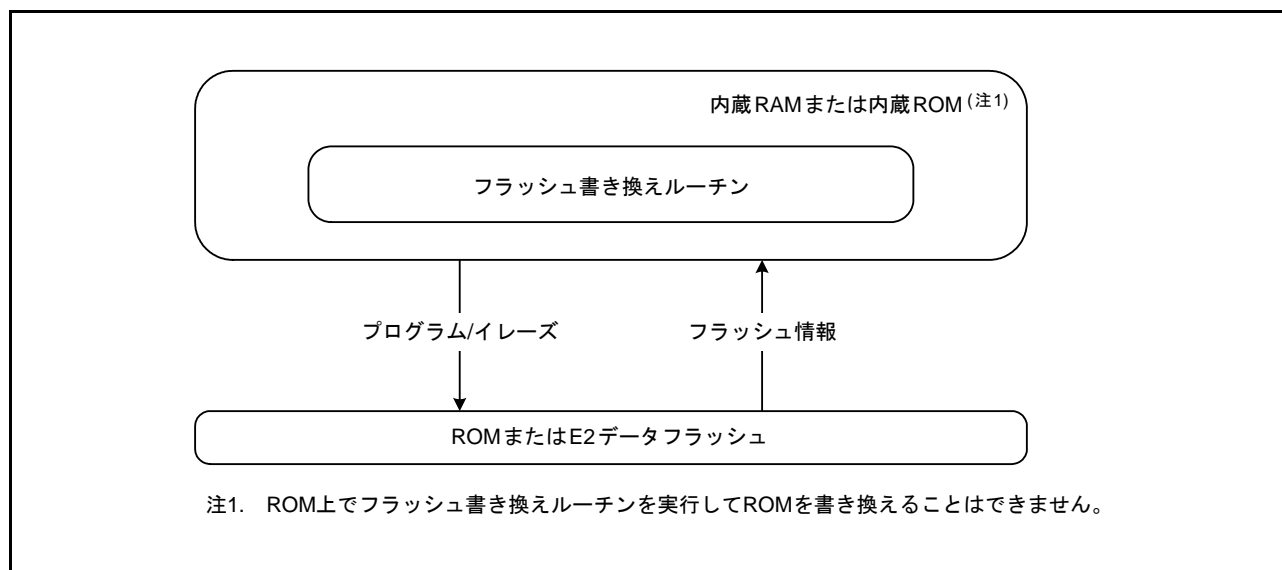 内蔵RAMまたは内蔵ROM(注1)
フラッシュ書き換えルーチン
プログラム/イレーズ
フラッシュ情報
ROMまたはE2データフラッシュ
注1. ROM上でフラッシュ書き換えルーチンを実行してROMを書き換えることはできません。